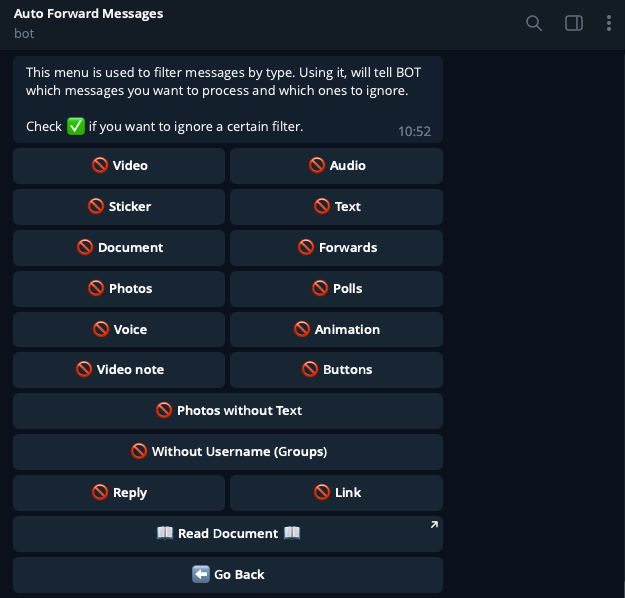 Auto Forward Messages
bot
This menu is used to filter messages by type. Using it, will tell BOT
which messages you want to process and which ones to ignore.
Check ✅ if you want to ignore a certain filter.
10:52
🚫 Video
🚫 Audio
🚫 Sticker
🚫 Text
🚫 Document
🚫 Forwards
🚫 Photos
🚫 Polls
🚫 Voice
🚫 Animation
🚫 Video note
🚫 Buttons
🚫 Photos without Text
🚫 Without Username (Groups)
🚫 Reply
🚫 Link
📖 Read Document 📖
⬅️ Go Back